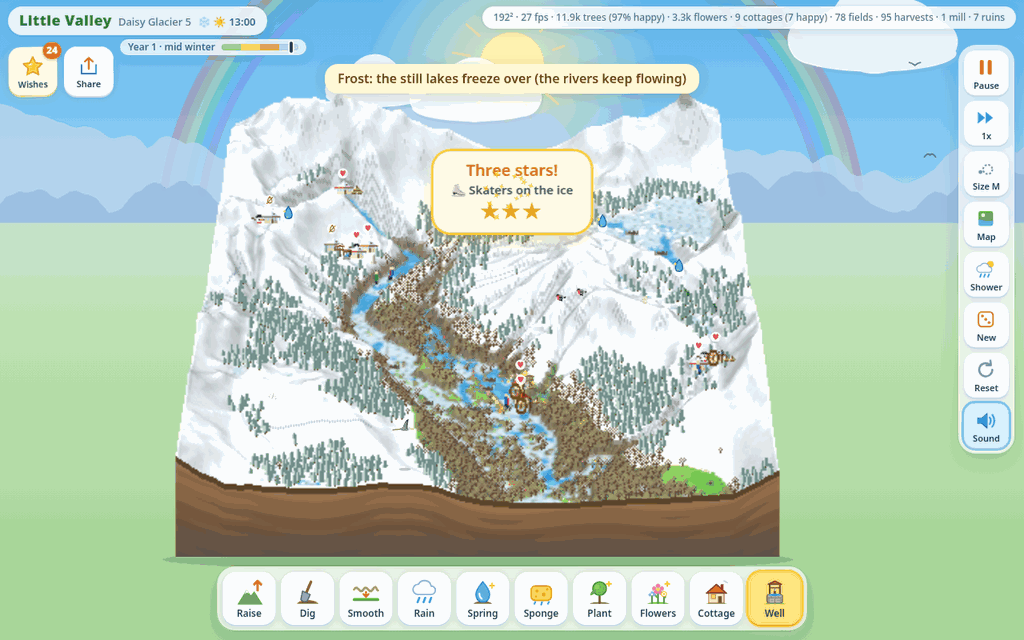 Little Valley Daisy Glacier 5 13:00
192² · 27 fps · 11.9k trees (97% happy) · 3.3k flowers · 9 cottages (7 happy) · 78 fields · 95 harvests · 1 mill · 7 ruins
Year 1 · mid winter
24
Wishes
Share
Frost: the still lakes freeze over (the rivers keep flowing)
Three stars!
Skaters on the ice
Pause
1x
Size M
Map
Shower
New
Reset
Sound
Raise
Dig
Smooth
Rain
Spring
Sponge
Plant
Flowers
Cottage
Well